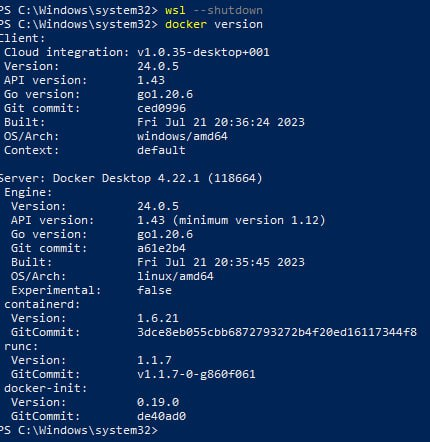 PS C:\Windows\system32> wsl --shutdown
PS C:\Windows\system32> docker version
Client:
 Cloud integration: v1.0.35-desktop+001
 Version:           24.0.5
 API version:       1.43
 Go version:        go1.20.6
 Git commit:        ced0996
 Built:             Fri Jul 21 20:36:24 2023
 OS/Arch:           windows/amd64
 Context:           default

Server: Docker Desktop 4.22.1 (118664)
 Engine:
  Version:          24.0.5
  API version:      1.43 (minimum version 1.12)
  Go version:       go1.20.6
  Git commit:       a61e2b4
  Built:            Fri Jul 21 20:35:45 2023
  OS/Arch:          linux/amd64
  Experimental:     false
 containerd:
  Version:          1.6.21
  GitCommit:        3dce8eb055cbb6872793272b4f20ed16117344f8
 runc:
  Version:          1.1.7
  GitCommit:        v1.1.7-0-g860f061
 docker-init:
  Version:          0.19.0
  GitCommit:        de40ad0
PS C:\Windows\system32>